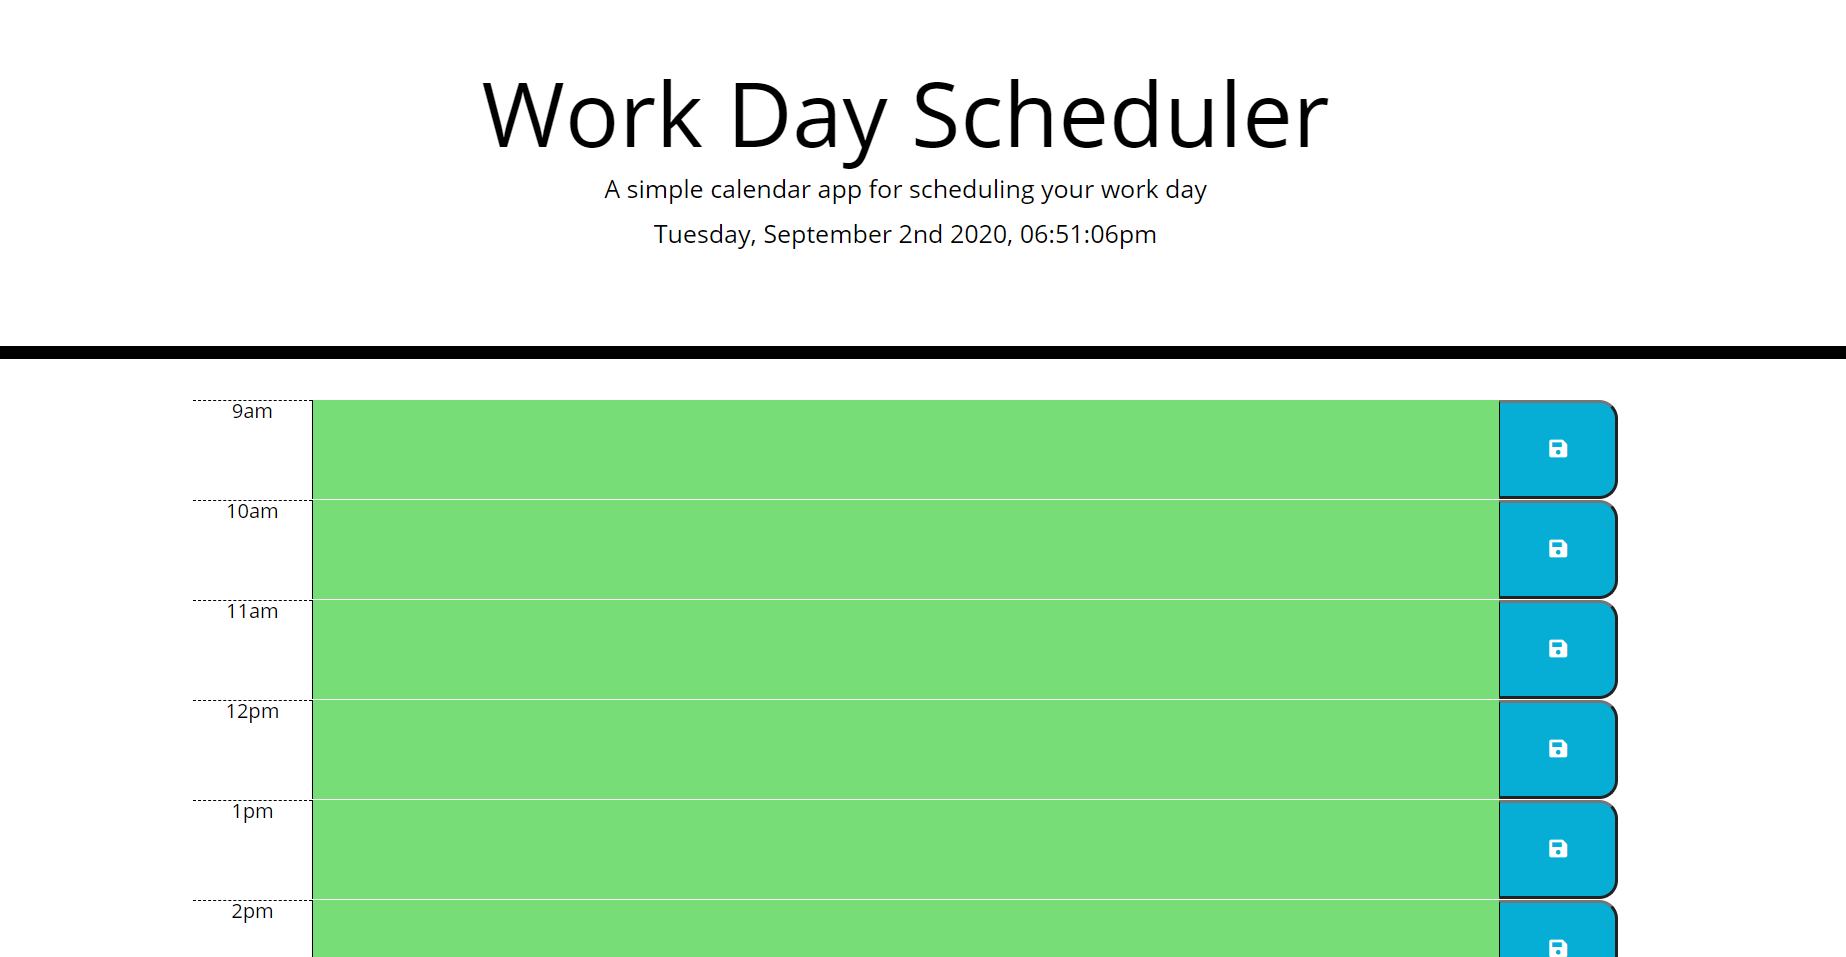 Work Day Scheduler
A simple calendar app for scheduling your work day
Tuesday, September 2nd 2020, 06:51:06pm
9am
10am
11am
12pm
1pm
2pm